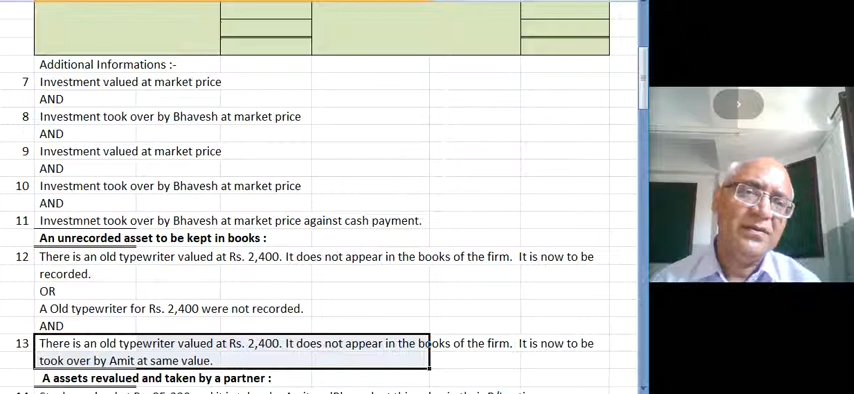 Additional Informations :-
7 Investment valued at market price
AND
8 Investment took over by Bhavesh at market price
AND
9 Investment valued at market price
AND
10 Investment took over by Bhavesh at market price
AND
11 Investmnet took over by Bhavesh at market price against cash payment.
An unrecorded asset to be kept in books :
12 There is an old typewriter valued at Rs. 2,400. It does not appear in the books of the firm. It is now to be
recorded.
OR
A Old typewriter for Rs. 2,400 were not recorded.
AND
13 There is an old typewriter valued at Rs. 2,400. It does not appear in the books of the firm. It is now to be
took over by Amit at same value.
A assets revalued and taken by a partner :